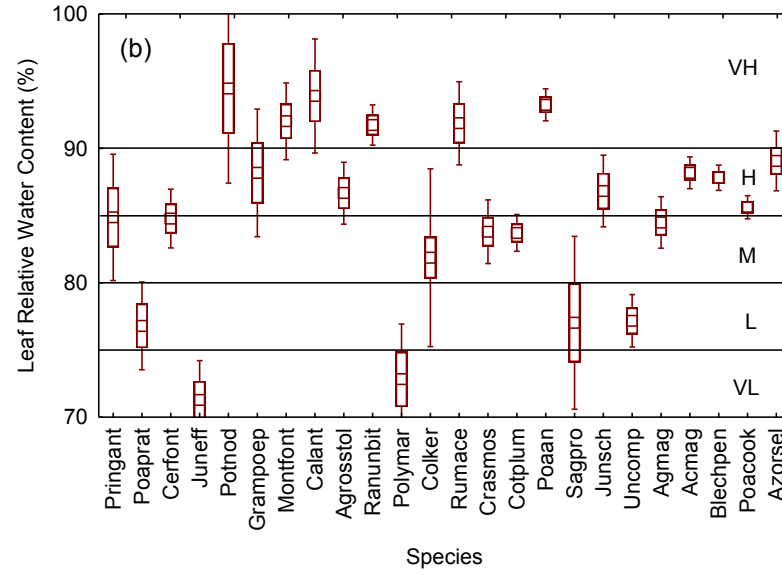 (b)
VH
H
M
L
VL
Leaf Relative Water Content (%)
100
90
80
70
Pringant
Poaprat
Cerfont
Juneff
Potnod
Grampoep
Montfont
Calant
Agrosstol
Ranunbit
Polymar
Colker
Rumace
Crasmos
Cotplum
Poaan
Sagpro
Junsch
Uncomp
Agmag
Acmag
Blechpen
Poacook
Azorsel
Species